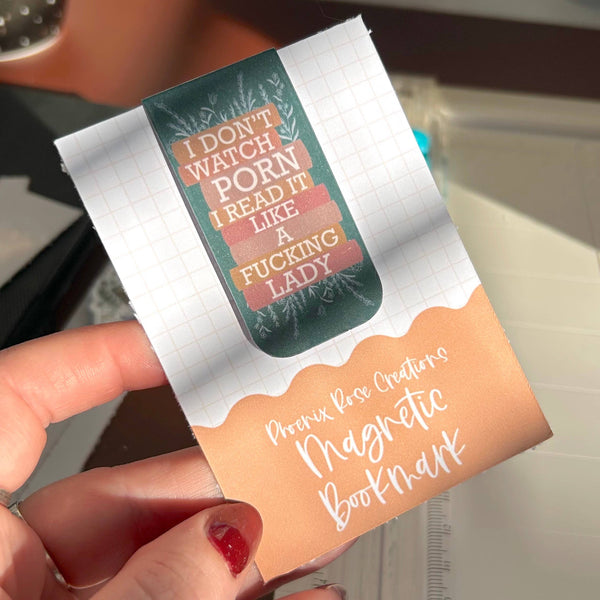 I DON'T
WATCH
PORN
I READ IT
LIKE
A
FUCKING
LADY
Phoenix Rose Creations
Magnetic
Bookmark